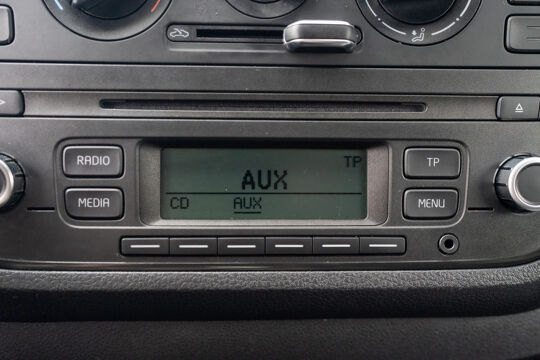 RADIO
MEDIA
TP
AUX
CD AUX
TP
MENU